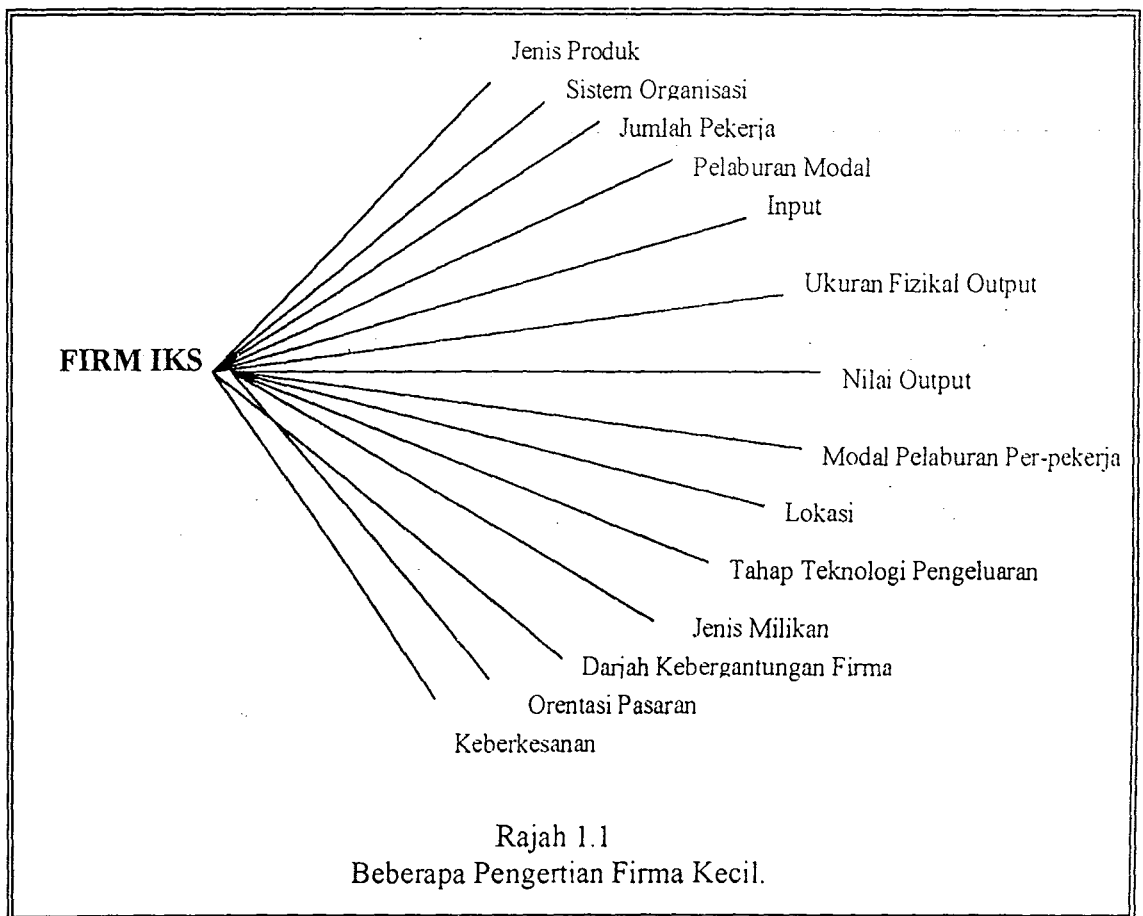 Jenis Produk
Sistem Organisasi
Jumlah Pekerja
Pelaburan Modal
Input
Ukuran Fizikal Output
FIRM IKS
Nilai Output
Modal Pelaburan Per-pekerja
Lokasi
Tahap Teknologi Pengeluaran
Jenis Milikan
Darjah Kebergantungan Firma
Orentasi Pasaran
Keberkesanan
Rajah 1.1
Beberapa Pengertian Firma Kecil.